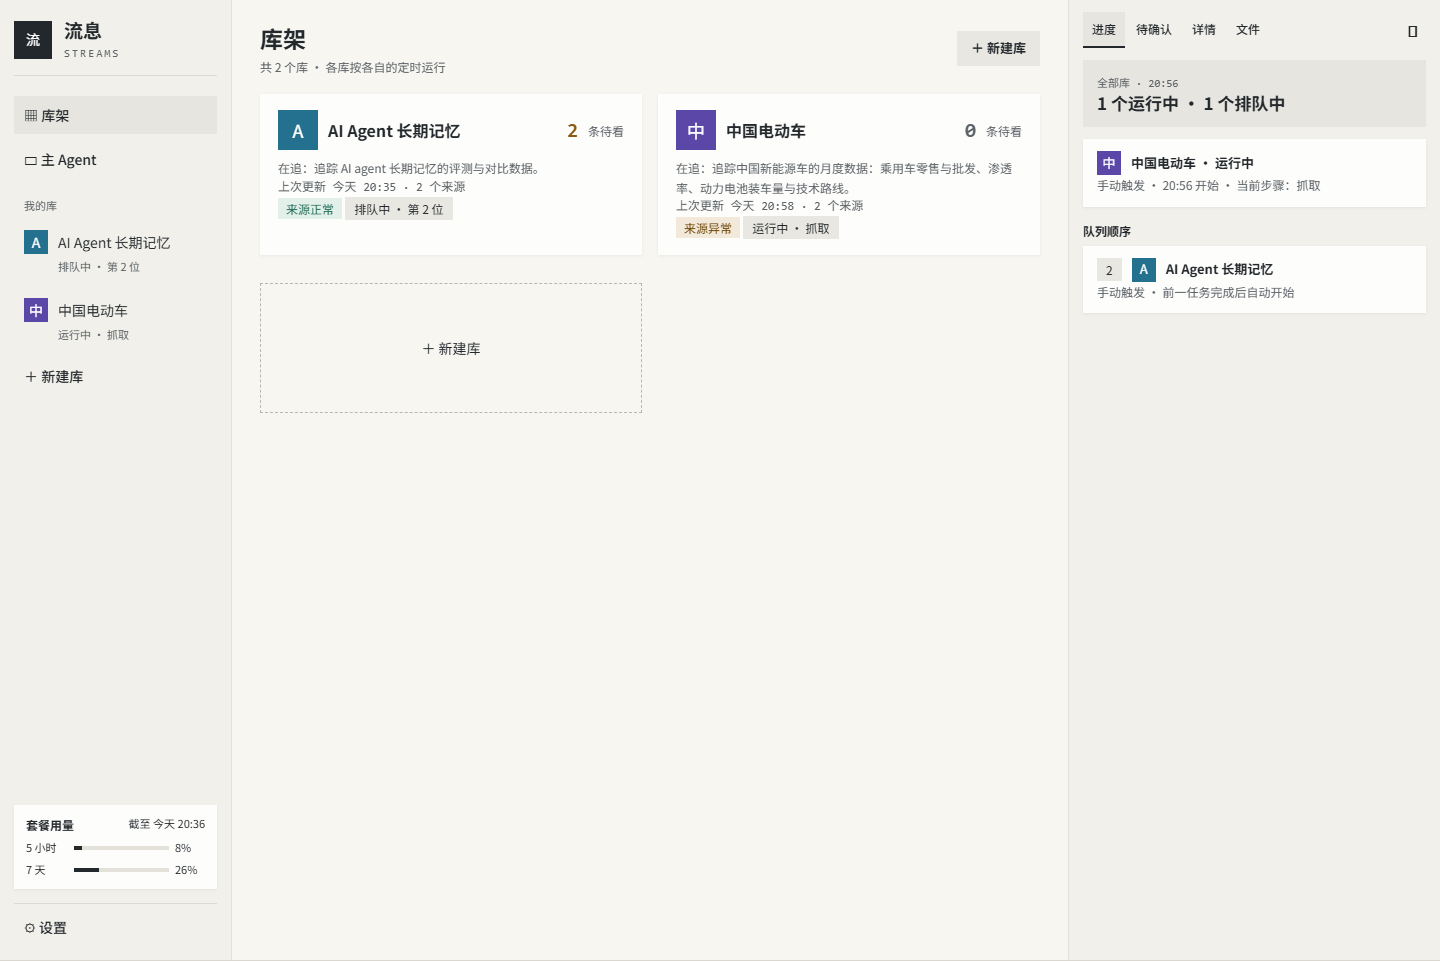 流
流息
STREAMS
库架
主 Agent
我的库
A
AI Agent 长期记忆
排队中 · 第 2 位
中
中国电动车
运行中 · 抓取
＋ 新建库
套餐用量
截至 今天 20:36
5 小时
8%
7 天
26%
设置
库架
共 2 个库 · 各库按各自的定时运行
＋ 新建库
A
AI Agent 长期记忆
2 条待看
在追：追踪 AI agent 长期记忆的评测与对比数据。
上次更新 今天 20:35 · 2 个来源
来源正常
排队中 · 第 2 位
中
中国电动车
0 条待看
在追：追踪中国新能源车的月度数据：乘用车零售与批发、渗透
率、动力电池装车量与技术路线。
上次更新 今天 20:58 · 2 个来源
来源异常
运行中 · 抓取
＋ 新建库
进度
待确认
详情
文件
全部库 · 20:56
1 个运行中 · 1 个排队中
中
中国电动车 · 运行中
手动触发 · 20:56 开始 · 当前步骤：抓取
队列顺序
2
A
AI Agent 长期记忆
手动触发 · 前一任务完成后自动开始